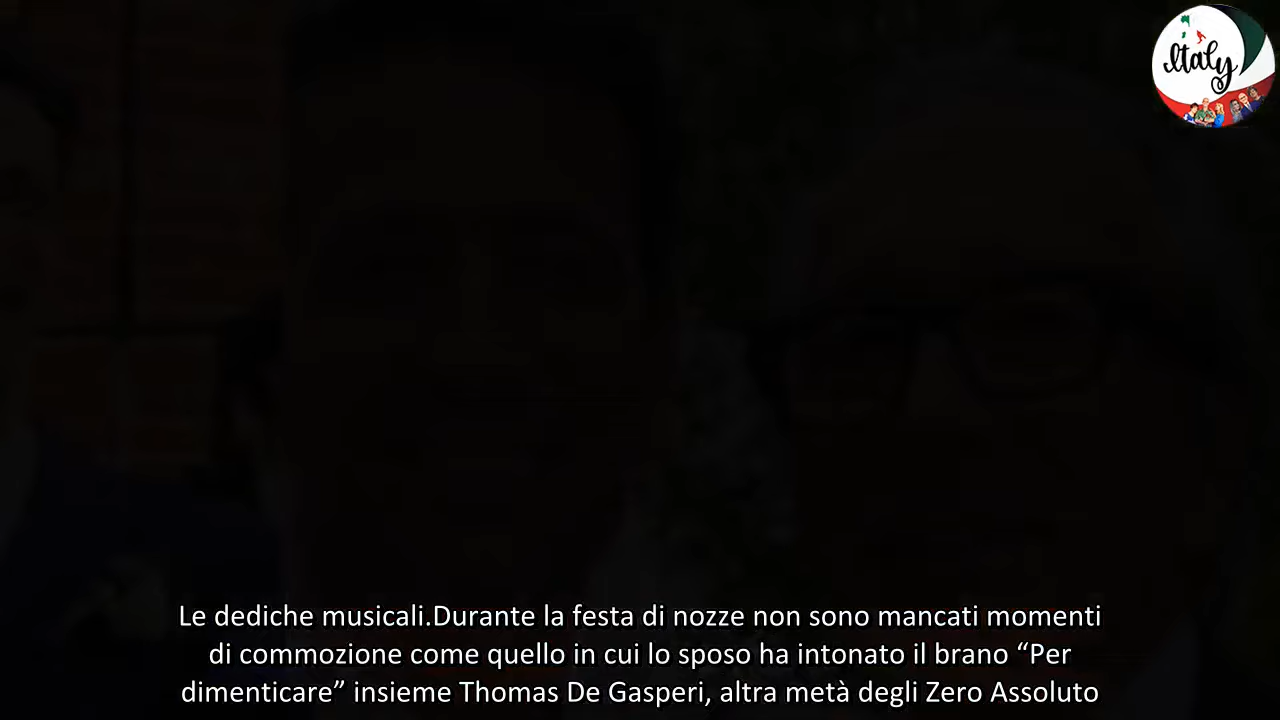 Italy
Le dediche musicali.Durante la festa di nozze non sono mancati momenti
di commozione come quello in cui lo sposo ha intonato il brano “Per
dimenticare” insieme Thomas De Gasperi, altra metà degli Zero Assoluto